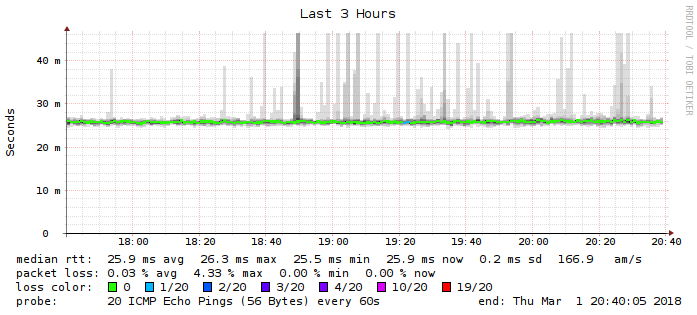 Last 3 Hours
RRDTOOL / TOBI OETIKER
Seconds
40 m
30 m
20 m
10 m
0
18:00 18:20 18:40 19:00 19:20 19:40 20:00 20:20 20:40
median rtt: 25.9 ms avg 26.3 ms max 25.5 ms min 25.9 ms now 0.2 ms sd 166.9 am/s
packet loss: 0.03 % avg 4.33 % max 0.00 % min 0.00 % now
loss color: 0 1/20 2/20 3/20 4/20 10/20 19/20
probe: 20 ICMP Echo Pings (56 Bytes) every 60s end: Thu Mar 1 20:40:05 2018